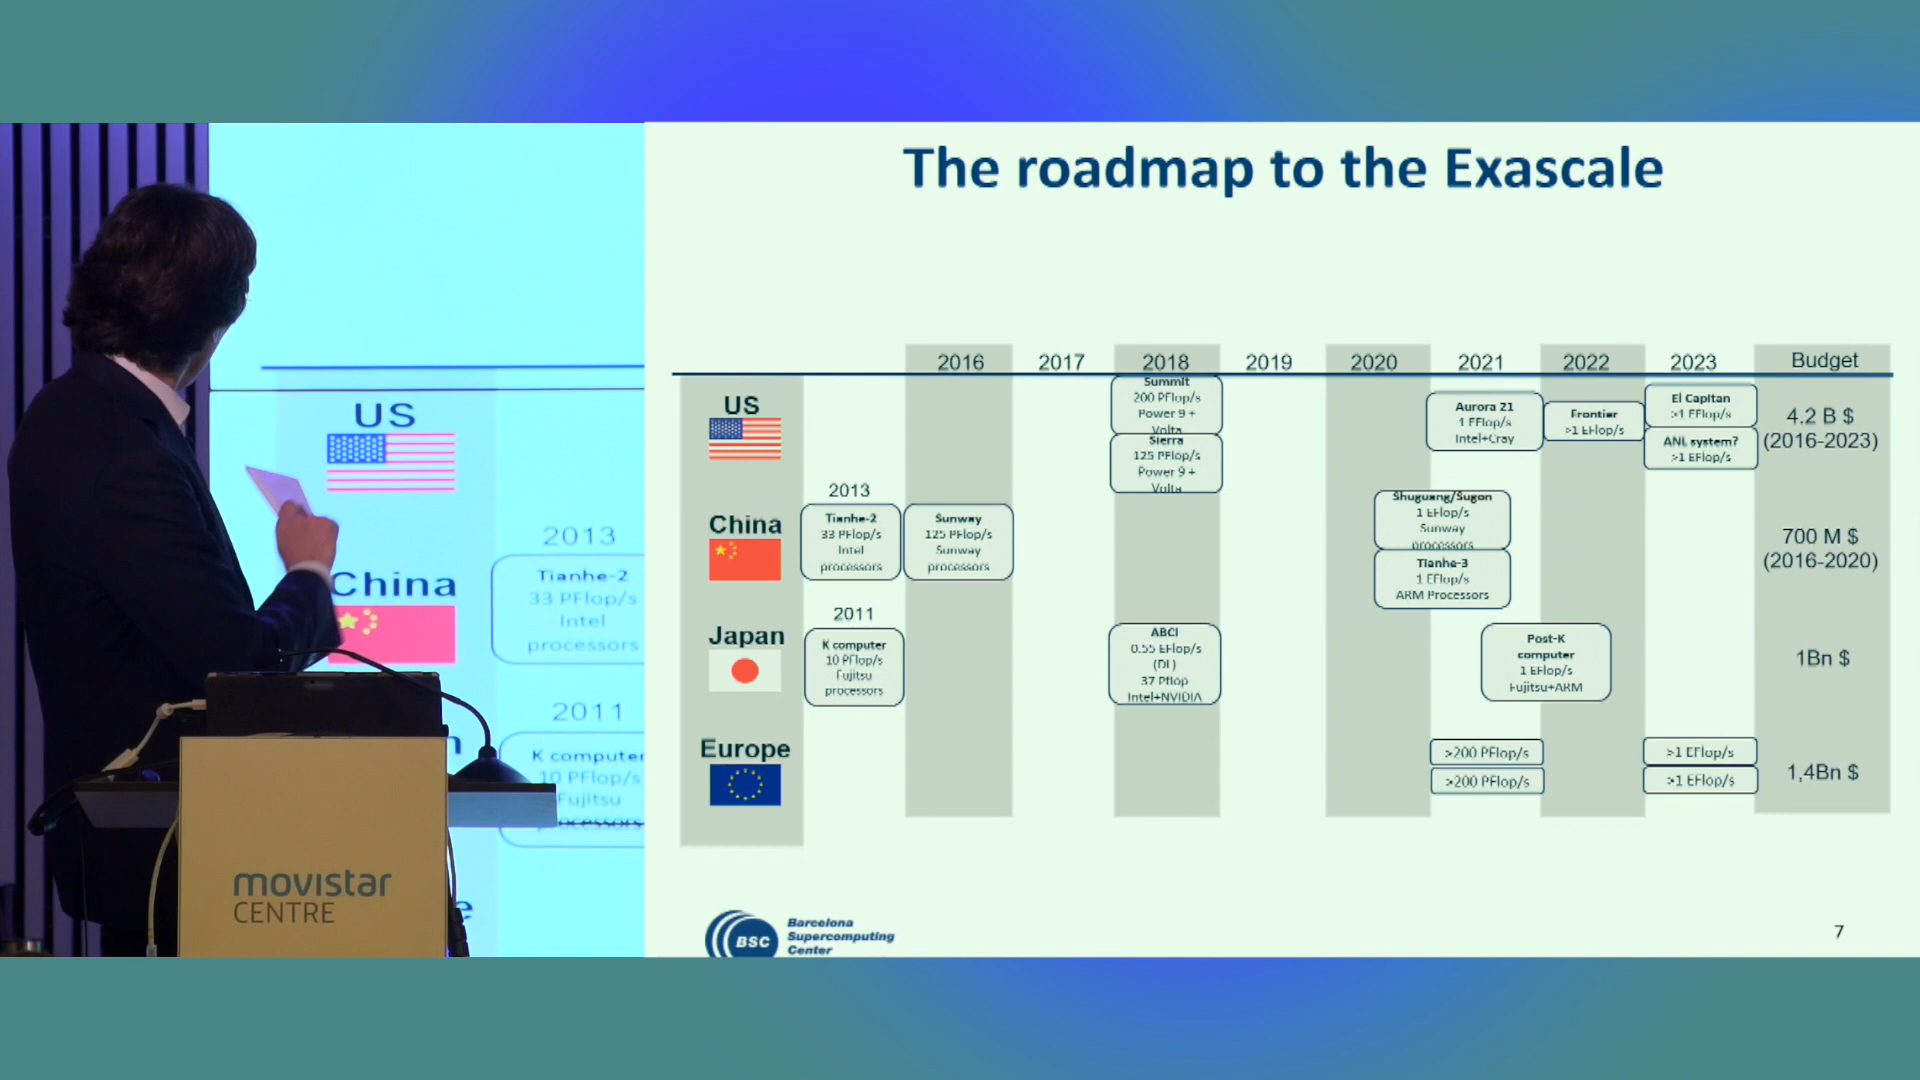 The roadmap to the Exascale
2016 2017 2018 2019 2020 2021 2022 2023 Budget
US
Summit
200 PFlop/s
Power 9 +
Volta
Sierra
125 PFlop/s
Power 9 +
Volta
Aurora 21
1 EFlop/s
Intel+Cray
Frontier
>1 EFlop/s
El Capitan
>1 EFlop/s
ANL system?
>1 EFlop/s
4.2 B $
(2016-2023)
China
2013
Tianhe-2
33 PFlop/s
Intel
processors
Sunway
125 PFlop/s
Sunway
processors
Shuguang/Sugon
1 EFlop/s
Sunway
processors
Tianhe-3
1 EFlop/s
ARM Processors
700 M $
(2016-2020)
Japan
2011
K computer
10 PFlop/s
Fujitsu
processors
ABCI
0.55 EFlop/s
(DL)
37 Pflop
Intel+NVIDIA
Post-K
computer
1 EFlop/s
Fujitsu+ARM
1Bn $
Europe
>200 PFlop/s
>200 PFlop/s
>1 EFlop/s
>1 EFlop/s
1,4Bn $
BSC
Barcelona
Supercomputing
Center
7
US
China
2013
Tianhe-2
33 PFlop/s
Intel
processors
2011
K computer
10 PFlop/s
Fujitsu
movistar
CENTRE